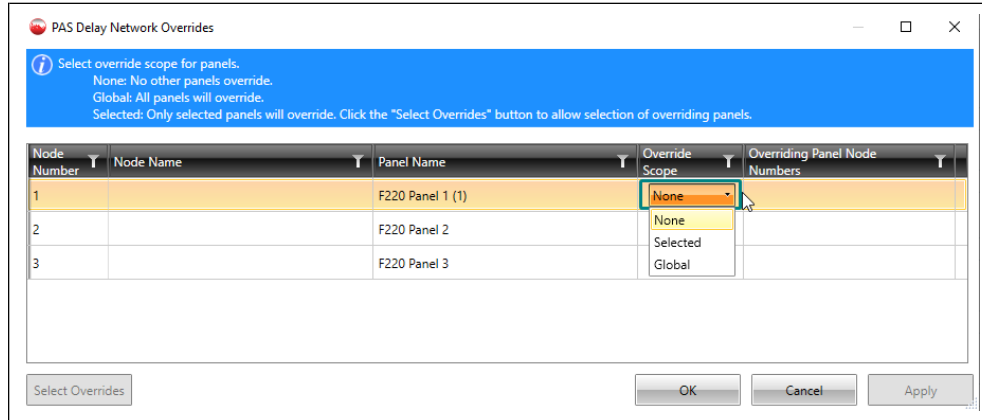 PAS Delay Network Overrides
Select override scope for panels.
None: No other panels override.
Global: All panels will override.
Selected: Only selected panels will override. Click the "Select Overrides" button to allow selection of overriding panels.
Node Number Node Name Panel Name Override Scope Overriding Panel Node Numbers
1 F220 Panel 1 (1) None
None
2 F220 Panel 2
Selected
3 F220 Panel 3 Global
Select Overrides OK Cancel Apply